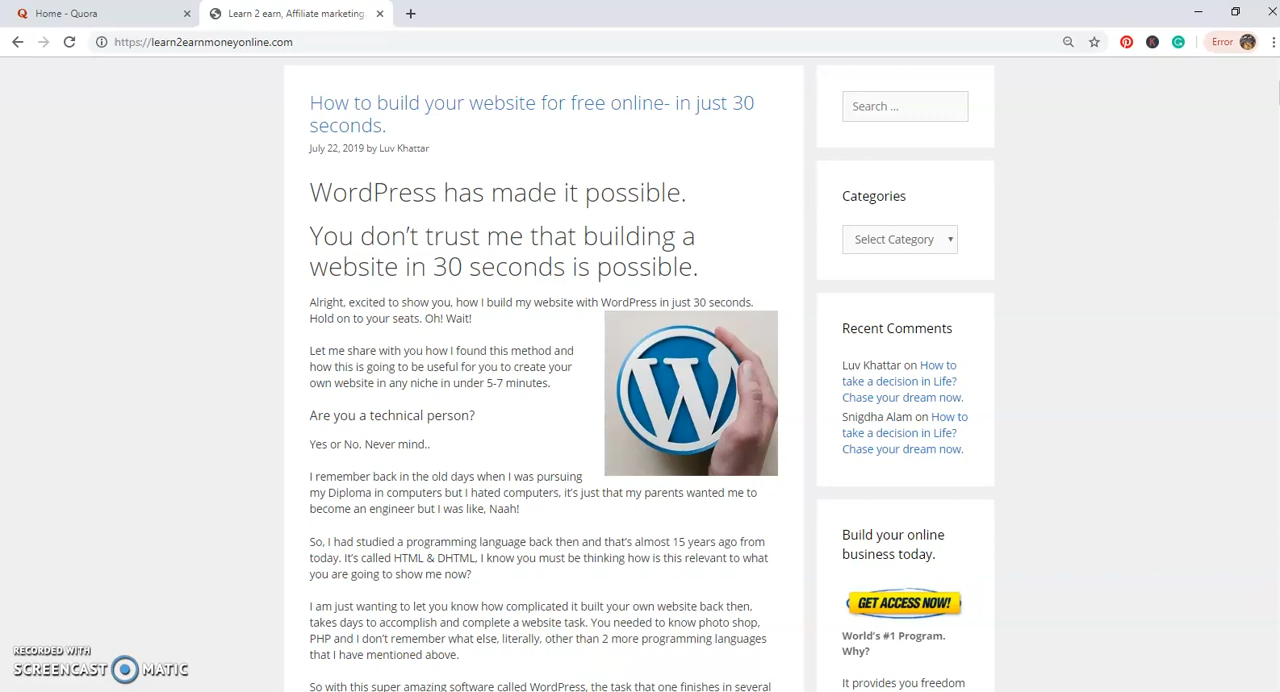 Home - Quora
Learn 2 earn, Affiliate marketing
https://learn2earnmoneyonline.com
Error
How to build your website for free online- in just 30
seconds.
July 22, 2019 by Luv Khattar
WordPress has made it possible.
You don’t trust me that building a
website in 30 seconds is possible.
Alright, excited to show you, how I build my website with WordPress in just 30 seconds.
Hold on to your seats. Oh! Wait!
Let me share with you how I found this method and
how this is going to be useful for you to create your
own website in any niche in under 5-7 minutes.
Are you a technical person?
Yes or No. Never mind..
I remember back in the old days when I was pursuing
my Diploma in computers but I hated computers, it’s just that my parents wanted me to
become an engineer but I was like, Naah!
So, I had studied a programming language back then and that’s almost 15 years ago from
today. It’s called HTML & DHTML, I know you must be thinking how is this relevant to what
you are going to show me now?
I am just wanting to let you know how complicated it built your own website back then,
takes days to accomplish and complete a website task. You needed to know photo shop,
PHP and I don’t remember what else, literally, other than 2 more programming languages
that I have mentioned above.
So with this super amazing software called WordPress, the task that one finishes in several
Search ...
Categories
Select Category
Recent Comments
Luv Khattar on How
to take a decision in Life?
Chase your dream now.
Snigdha Alam on How to
take a decision in Life?
Chase your dream now.
Build your online
business today.
GET ACCESS NOW!
World’s #1 Program.
Why?
It provides you freedom
RECORDED WITH
SCREENCAST MATIC